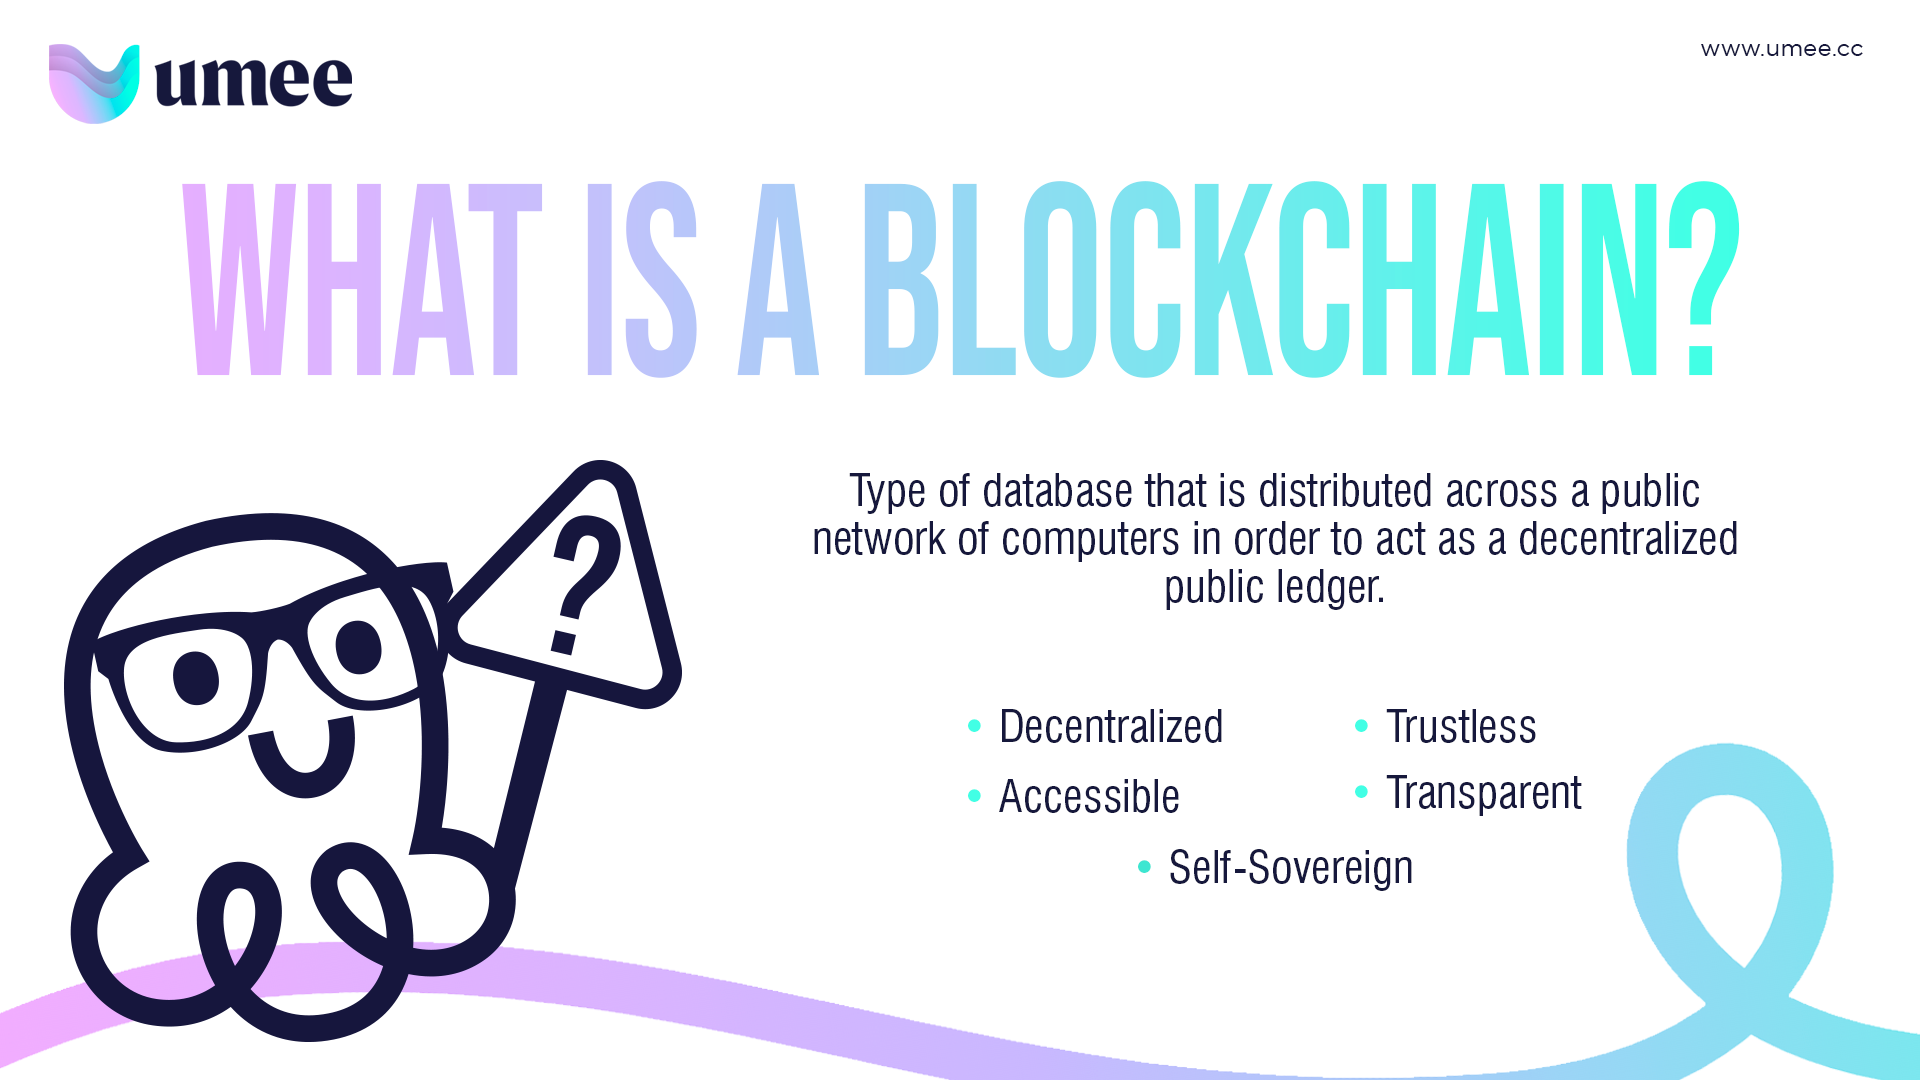 umee
www.umee.cc
WHAT IS A BLOCKCHAIN?
?
Type of database that is distributed across a public
network of computers in order to act as a decentralized
public ledger.
• Decentralized
• Trustless
• Accessible
• Transparent
• Self-Sovereign